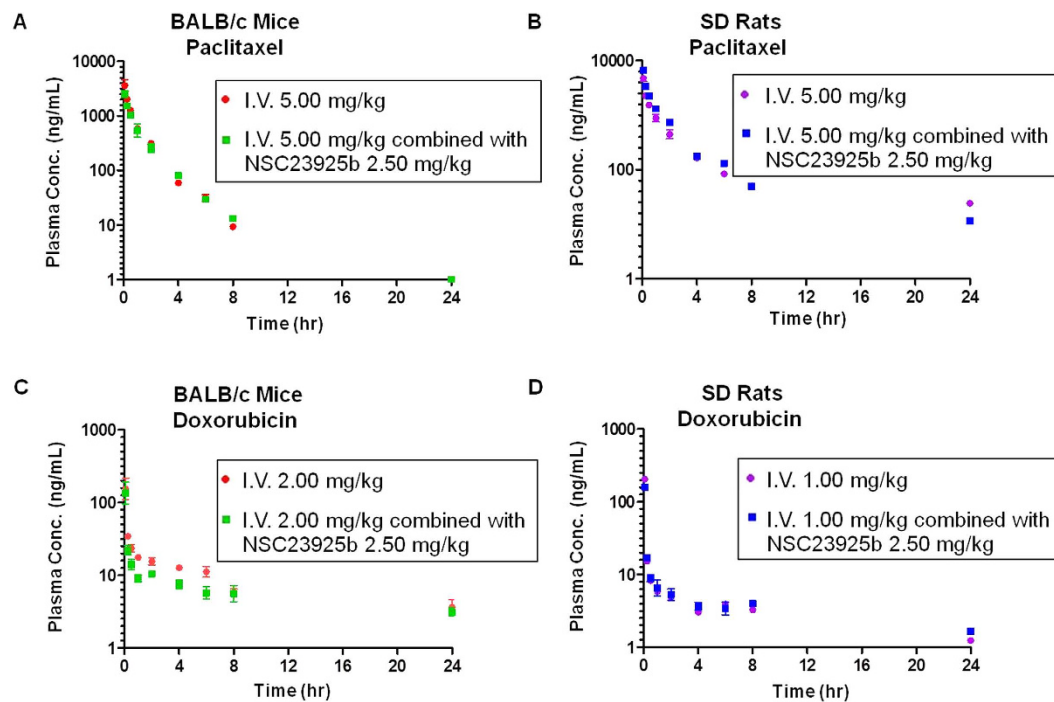 A
BALB/c Mice
Paclitaxel
Plasma Conc. (ng/mL)
10000
1000
100
10
1
I.V. 5.00 mg/kg
I.V. 5.00 mg/kg combined with
NSC23925b 2.50 mg/kg
0 4 8 12 16 20 24
Time (hr)
B
SD Rats
Paclitaxel
Plasma Conc. (ng/mL)
10000
100
1
I.V. 5.00 mg/kg
I.V. 5.00 mg/kg combined with
NSC23925b 2.50 mg/kg
0 4 8 12 16 20 24
Time (hr)
C
BALB/c Mice
Doxorubicin
Plasma Conc. (ng/mL)
1000
100
10
1
I.V. 2.00 mg/kg
I.V. 2.00 mg/kg combined with
NSC23925b 2.50 mg/kg
0 4 8 12 16 20 24
Time (hr)
D
SD Rats
Doxorubicin
Plasma Conc. (ng/mL)
1000
100
10
1
I.V. 1.00 mg/kg
I.V. 1.00 mg/kg combined with
NSC23925b 2.50 mg/kg
0 4 8 12 16 20 24
Time (hr)